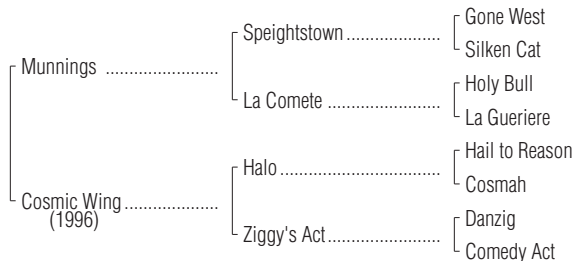 Gone West
Speightstown
Silken Cat
Munnings
Holy Bull
La Comete
La Gueriere
Hail to Reason
Halo
Cosmah
Cosmic Wing
(1996)
Danzig
Ziggy's Act
Comedy Act